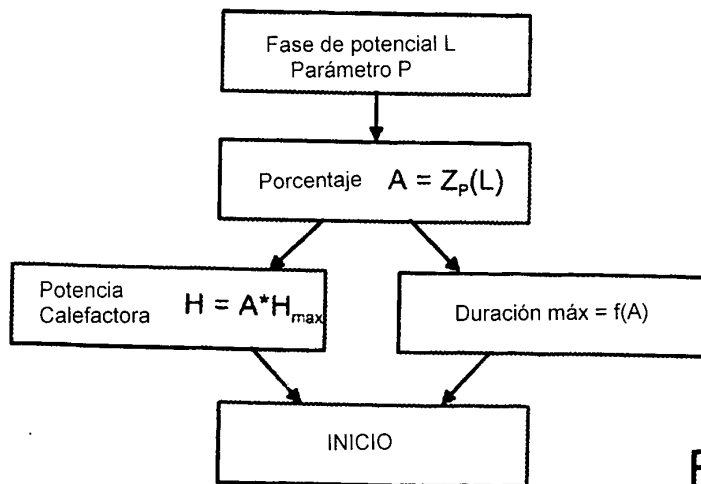 Fase de potencial L
Parámetro P
Porcentaje A = Z_P(L)
Potencia
Calefactora H = A*H_max
Duración máx = f(A)
INICIO